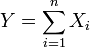 Y = \sum_{i=1}^{n} X_i